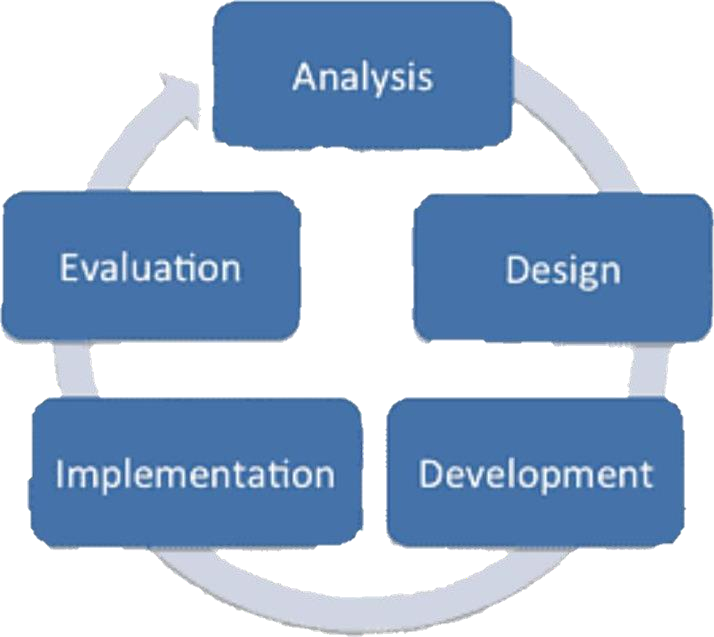 Analysis
Design
Development
Implementation
Evaluation